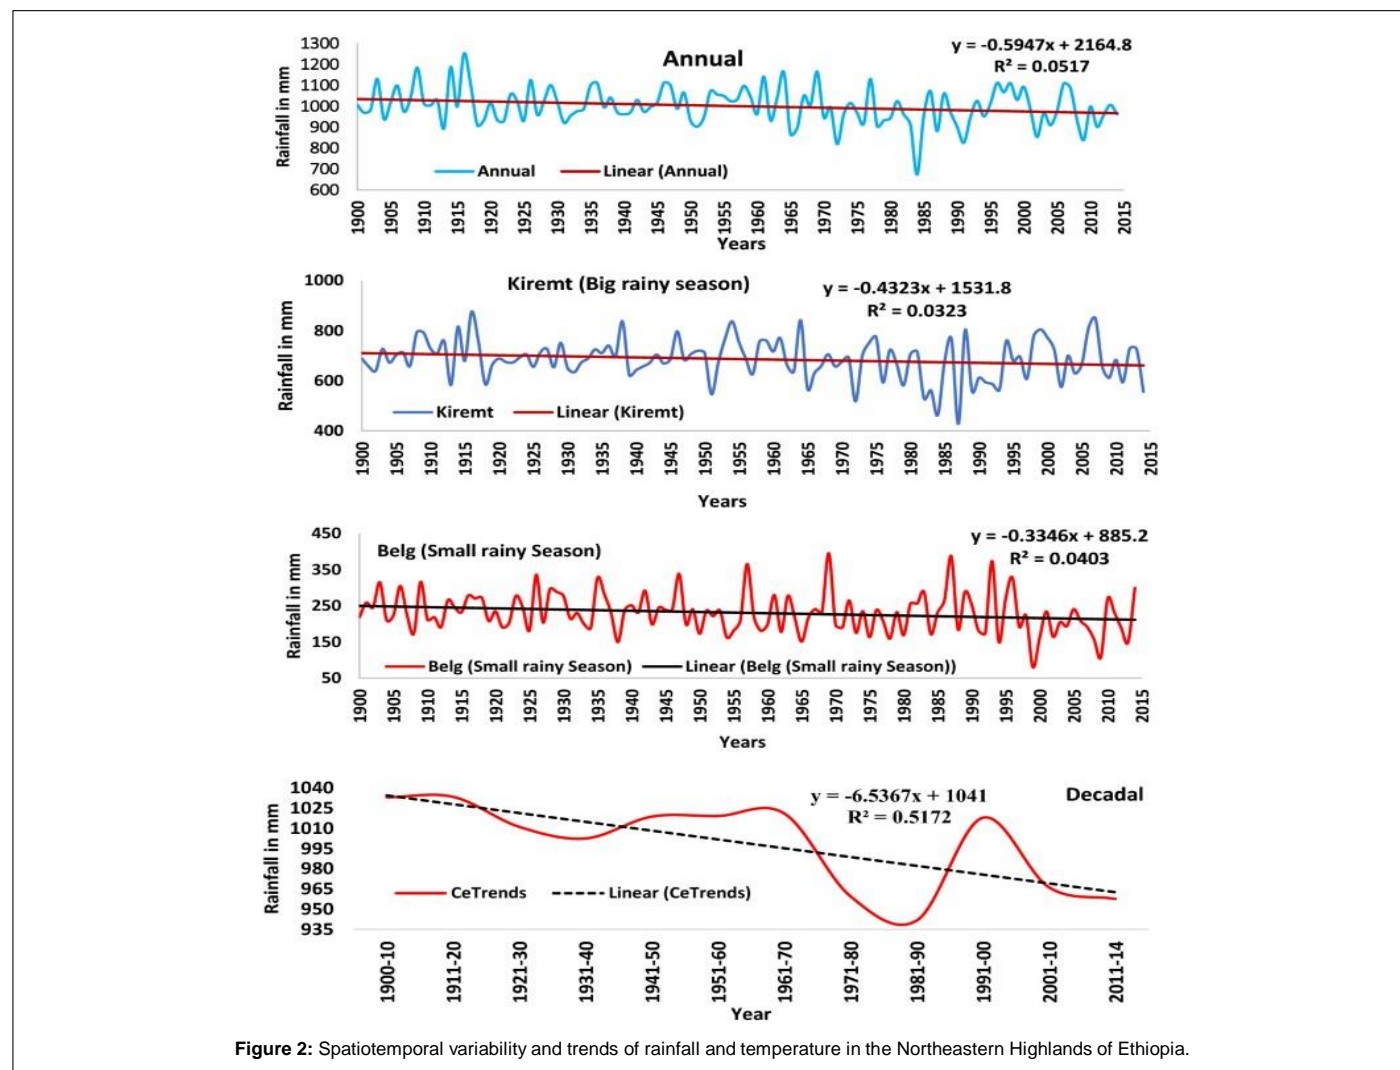 Annual
y = -0.5947x + 2164.8
R² = 0.0517
Rainfall in mm
1300
1200
1100
1000
900
800
700
600
Annual
Linear (Annual)
1900 1905 1910 1915 1920 1925 1930 1935 1940 1945 1950 1955 1960 1965 1970 1975 1980 1985 1990 1995 2000 2005 2010 2015
Years
Kiremt (Big rainy season)
y = -0.4323x + 1531.8
R² = 0.0323
Rainfall in mm
1000
800
600
400
Kiremt
Linear (Kiremt)
1900 1905 1910 1915 1920 1925 1930 1935 1940 1945 1950 1955 1960 1965 1970 1975 1980 1985 1990 1995 2000 2005 2010 2015
Years
Belg (Small rainy Season)
y = -0.3346x + 885.2
R² = 0.0403
Rainfall in mm
450
350
250
150
50
Belg (Small rainy Season)
Linear (Belg (Small rainy Season))
1900 1905 1910 1915 1920 1925 1930 1935 1940 1945 1950 1955 1960 1965 1970 1975 1980 1985 1990 1995 2000 2005 2010 2015
Years
Decadal
y = -6.5367x + 1041
R² = 0.5172
Rainfall in mm
1040
1025
1010
995
980
965
950
935
CeTrends
Linear (CeTrends)
1900-10 1911-20 1921-30 1931-40 1941-50 1951-60 1961-70 1971-80 1981-90 1991-00 2001-10 2011-14
Year
Figure 2: Spatiotemporal variability and trends of rainfall and temperature in the Northeastern Highlands of Ethiopia.